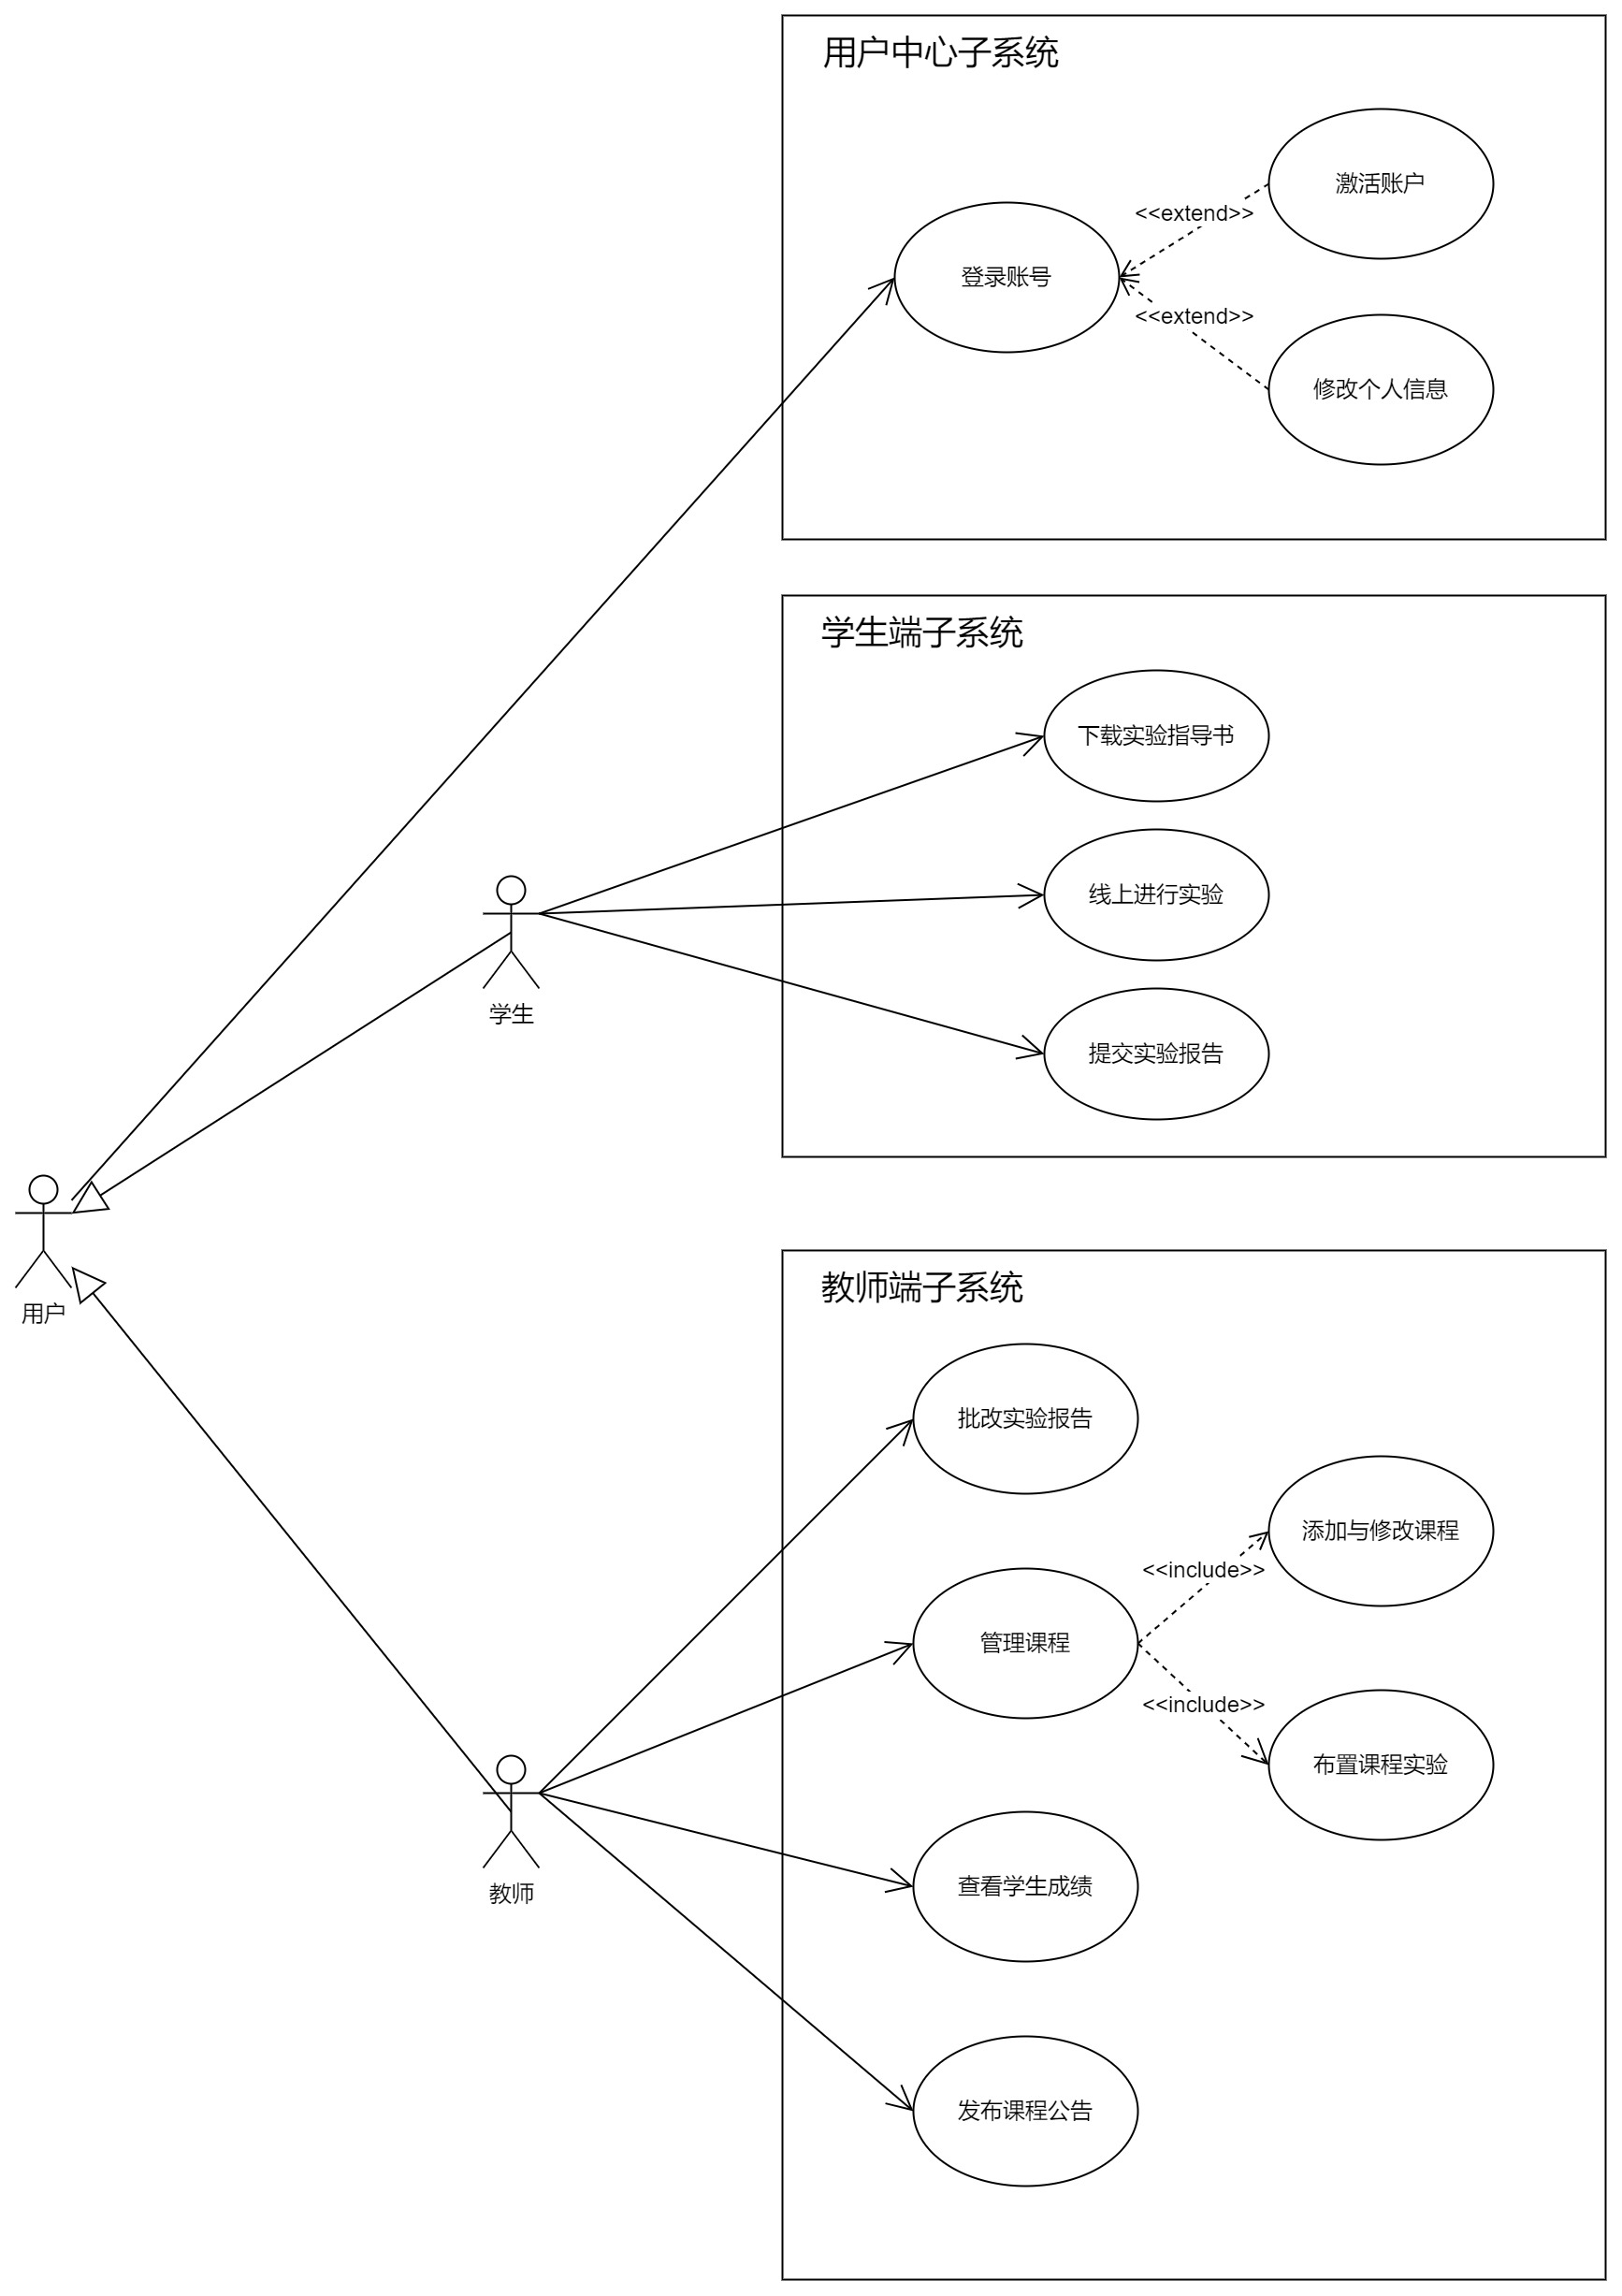 用户中心子系统
激活账户
<<extend>>
登录账号
<<extend>>
修改个人信息
学生端子系统
下载实验指导书
线上进行实验
学生
提交实验报告
用户
教师端子系统
批改实验报告
添加与修改课程
<<include>>
管理课程
<<include>>
布置课程实验
教师
查看学生成绩
发布课程公告